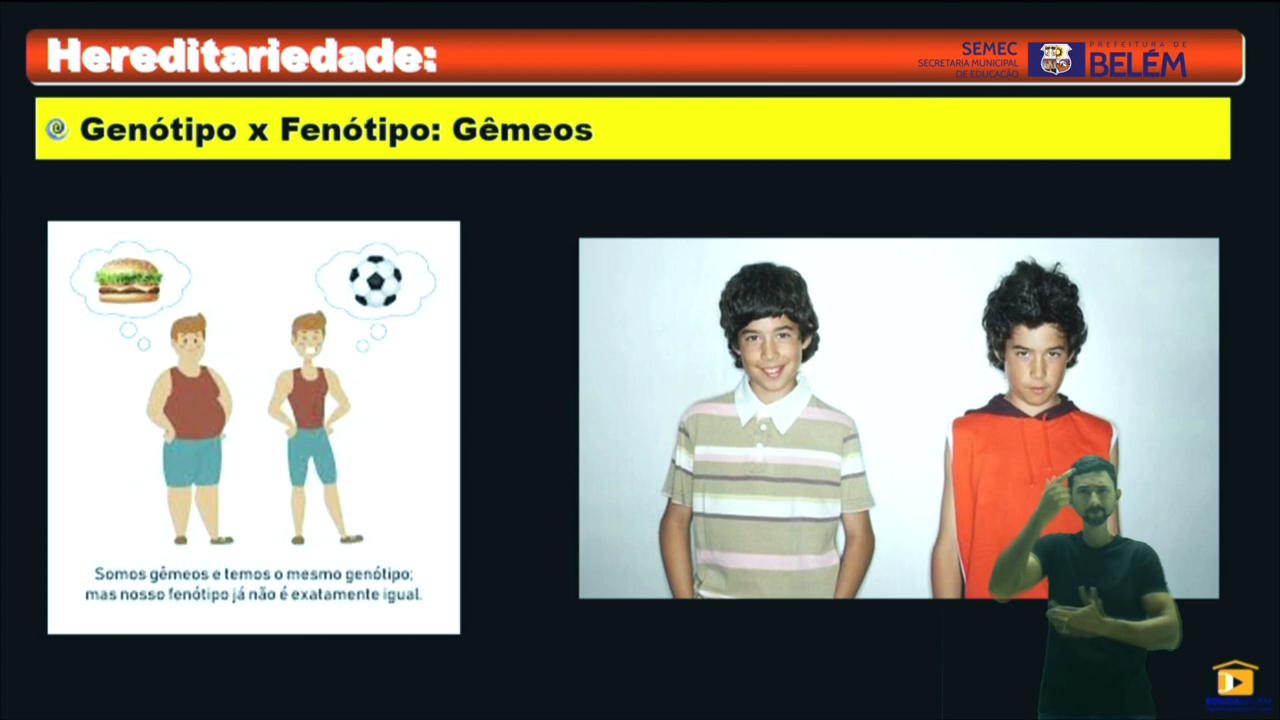 Hereditariedade:
SEMEC
SECRETARIA MUNICIPAL
DE EDUCAÇÃO
PREFEITURA DE
BELÉM
Genótipo x Fenótipo: Gêmeos
Somos gêmeos e temos o mesmo genótipo;
mas nosso fenótipo já não é exatamente igual.